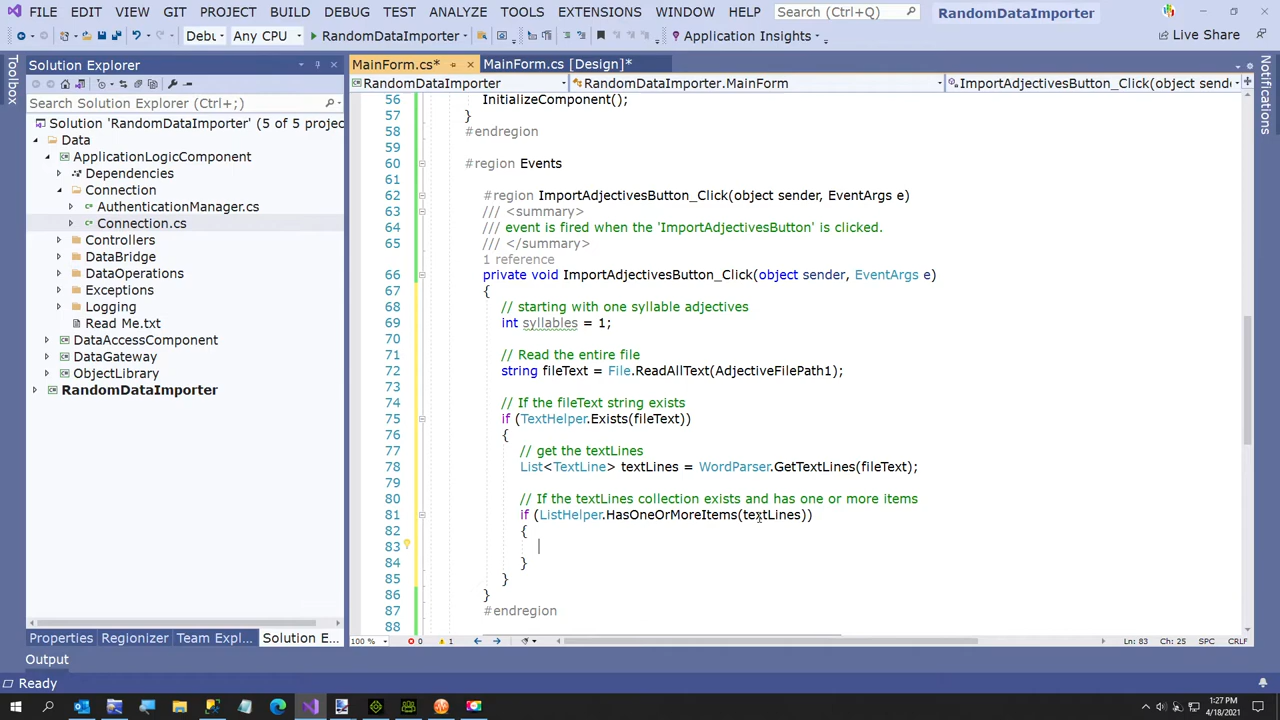 FILE EDIT VIEW GIT PROJECT BUILD DEBUG TEST ANALYZE TOOLS EXTENSIONS WINDOW HELP Search (Ctrl+Q) RandomDataImporter
Debu Any CPU RandomDataImporter Application Insights Live Share
Toolbox
Solution Explorer
Search Solution Explorer (Ctrl+;)
Solution 'RandomDataImporter' (5 of 5 projec
Data
ApplicationLogicComponent
Dependencies
Connection
AuthenticationManager.cs
Connection.cs
Controllers
DataBridge
DataOperations
Exceptions
Logging
Read Me.txt
DataAccessComponent
DataGateway
ObjectLibrary
RandomDataImporter
Properties Regionizer Team Expl... Solution E...
MainForm.cs* MainForm.cs [Design]*
RandomDataImporter RandomDataImporter.MainForm ImportAdjectivesButton_Click(object sende
56 InitializeComponent();
57 }
58 #endregion
59
60 #region Events
61
62 #region ImportAdjectivesButton_Click(object sender, EventArgs e)
63 /// <summary>
64 /// event is fired when the 'ImportAdjectivesButton' is clicked.
65 /// </summary>
1 reference
66 private void ImportAdjectivesButton_Click(object sender, EventArgs e)
67 {
68 // starting with one syllable adjectives
69 int syllables = 1;
70
71 // Read the entire file
72 string fileText = File.ReadAllText(AdjectiveFilePath1);
73
74 // If the fileText string exists
75 if (TextHelper.Exists(fileText))
76 {
77 // get the textLines
78 List<TextLine> textLines = WordParser.GetTextLines(fileText);
79
80 // If the textLines collection exists and has one or more items
81 if (ListHelper.HasOneOrMoreItems(textLines))
82 {
83
84 }
85 }
86 }
87 #endregion
88
100 % 0 1 Ln: 83 Ch: 25 SPC CRLF
Notifications
Output
Ready
1:27 PM
4/18/2021